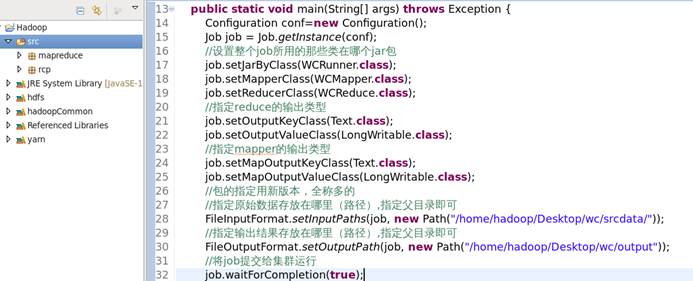 Hadoop
src
mapreduce
rcp
JRE System Library [JavaSE-1
hdfs
hadoopCommon
Referenced Libraries
yarn
13 public static void main(String[] args) throws Exception {
14 Configuration conf=new Configuration();
15 Job job = Job.getInstance(conf);
16 //设置整个job所用的那些类在哪个jar包
17 job.setJarByClass(WCRunner.class);
18 job.setMapperClass(WCMapper.class);
19 job.setReducerClass(WCReduce.class);
20 //指定reduce的输出类型
21 job.setOutputKeyClass(Text.class);
22 job.setOutputValueClass(LongWritable.class);
23 //指定mapper的输出类型
24 job.setMapOutputKeyClass(Text.class);
25 job.setMapOutputValueClass(LongWritable.class);
26 //包的指定用新版本，全称多的
27 //指定原始数据存放在哪里（路径）,指定父目录即可
28 FileInputFormat.setInputPaths(job, new Path("/home/hadoop/Desktop/wc/srcdata/"));
29 //指定输出结果存放在哪里（路径）,指定父目录即可
30 FileOutputFormat.setOutputPath(job, new Path("/home/hadoop/Desktop/wc/output"));
31 //将job提交给集群运行
32 job.waitForCompletion(true);